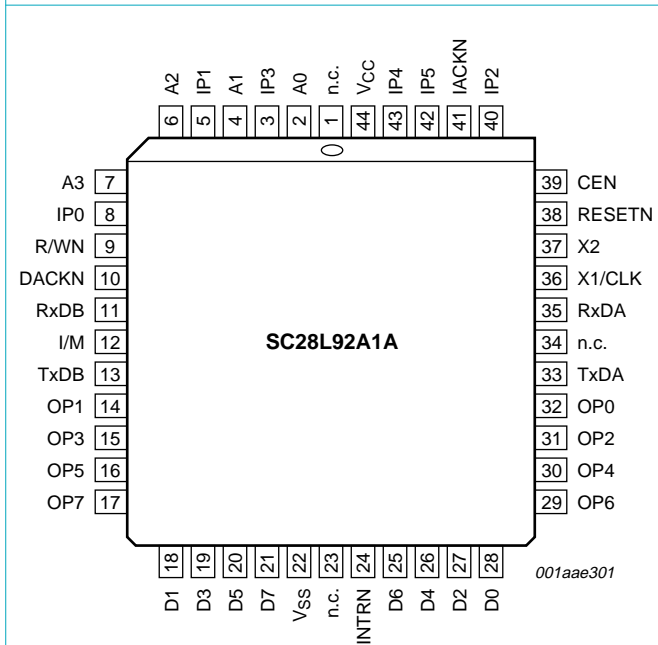 A2 IP1 A1 IP3 A0 n.c. VCC IP4 IP5 IACKN IP2
6 5 4 3 2 1 44 43 42 41 40
A3 7 39 CEN
IP0 8 38 RESETN
R/WN 9 37 X2
DACKN 10 36 X1/CLK
RxDB 11 35 RxDA
I/M 12 SC28L92A1A 34 n.c.
TxDB 13 33 TxDA
OP1 14 32 OP0
OP3 15 31 OP2
OP5 16 30 OP4
OP7 17 29 OP6
18 19 20 21 22 23 24 25 26 27 28
D1 D3 D5 D7 VSS n.c. INTRN D6 D4 D2 D0
001aae301